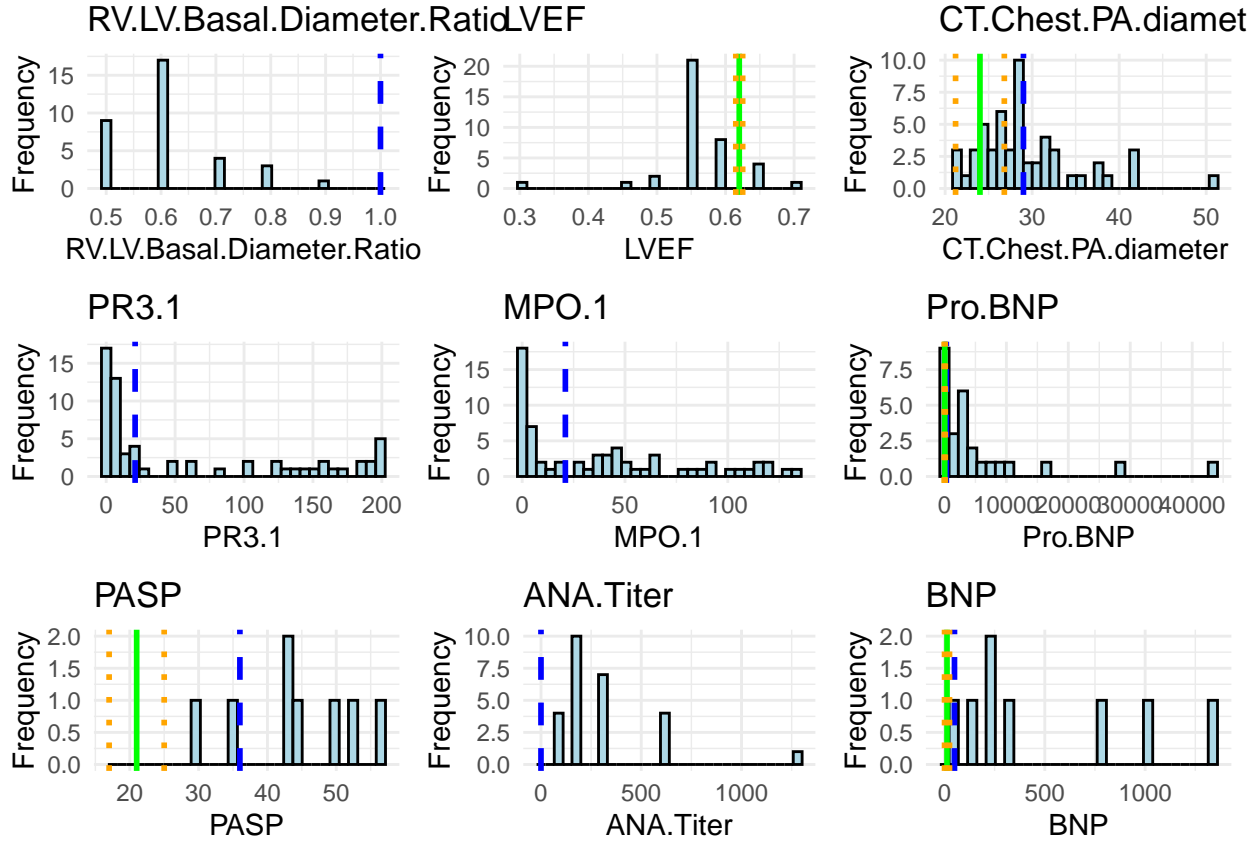 RV.LV.Basal.Diameter.Ratio
Frequency
15
10
5
0
0.5 0.6 0.7 0.8 0.9 1.0
RV.LV.Basal.Diameter.Ratio
LVEF
Frequency
20
15
10
5
0
0.3 0.4 0.5 0.6 0.7
LVEF
CT.Chest.PA.diamet
Frequency
10.0
7.5
5.0
2.5
0.0
20 30 40 50
CT.Chest.PA.diameter
PR3.1
Frequency
15
10
5
0
0 50 100 150 200
PR3.1
MPO.1
Frequency
15
10
5
0
0 50 100
MPO.1
Pro.BNP
Frequency
7.5
5.0
2.5
0.0
0 10000 20000 30000 40000
Pro.BNP
PASP
Frequency
2.0
1.5
1.0
0.5
0.0
20 30 40 50
PASP
ANA.Titer
Frequency
10.0
7.5
5.0
2.5
0.0
0 500 1000
ANA.Titer
BNP
Frequency
2.0
1.5
1.0
0.5
0.0
0 500 1000
BNP